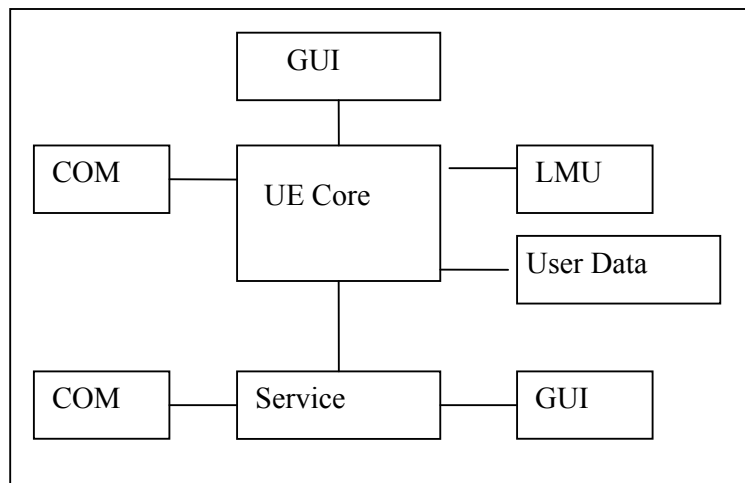 GUI
COM
UE Core
LMU
User Data
COM
Service
GUI